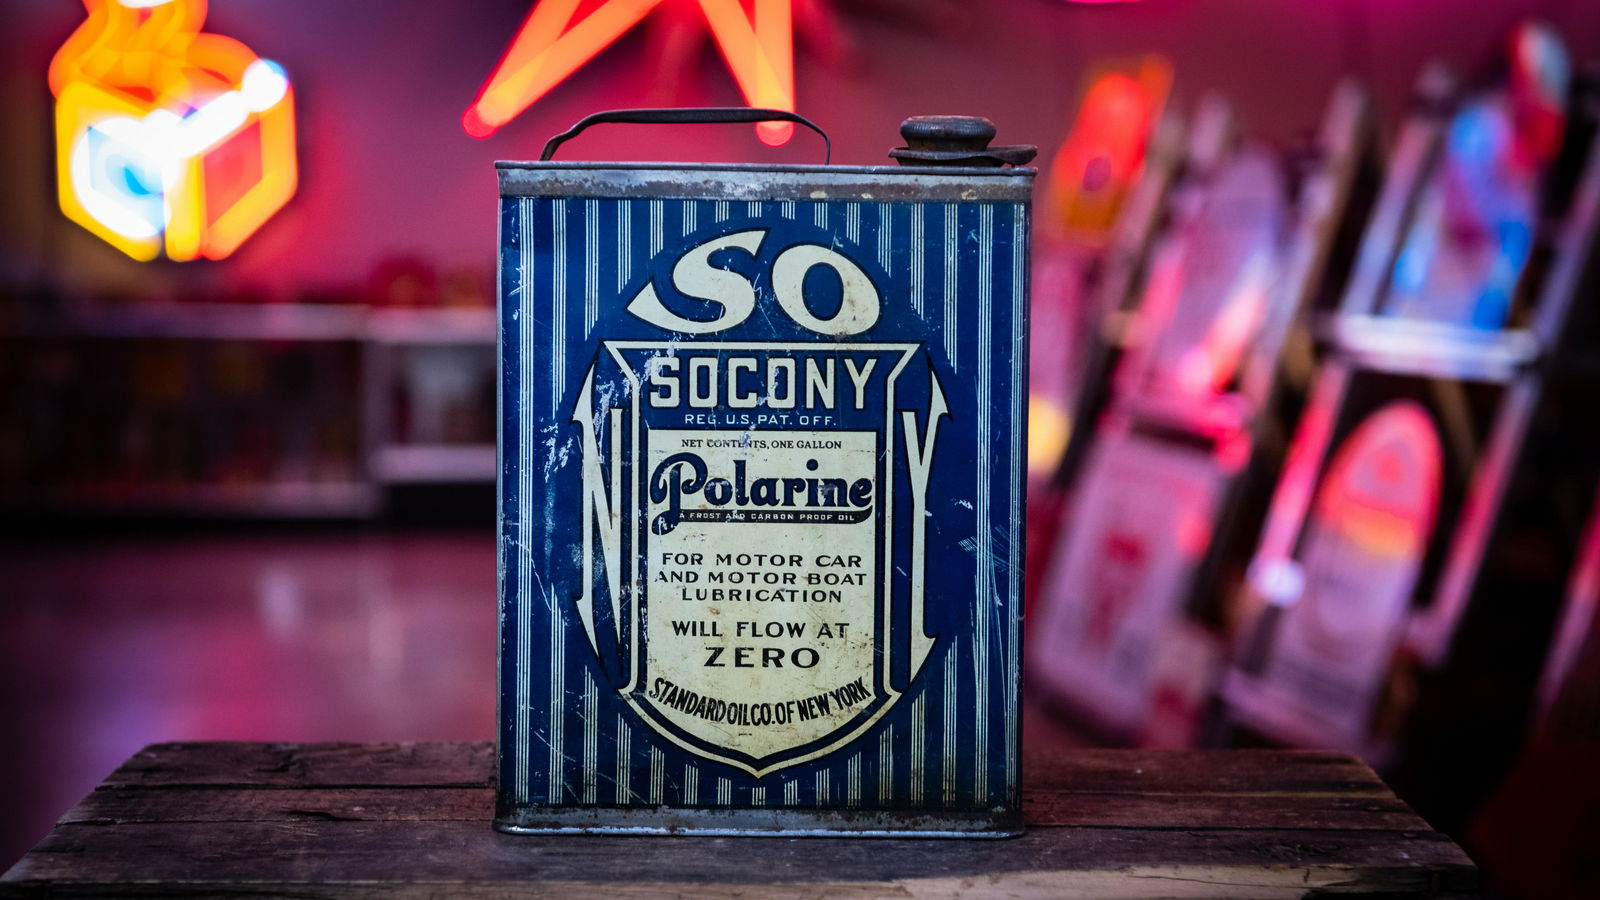 SO
SOCONY
REG. U.S. PAT. OFF.
N Y
NET CONTENTS, ONE GALLON
Polarine
A FROST AND CARBON PROOF OIL
FOR MOTOR CAR
AND MOTOR BOAT
LUBRICATION
WILL FLOW AT
ZERO
STANDARD OIL CO. OF NEW YORK